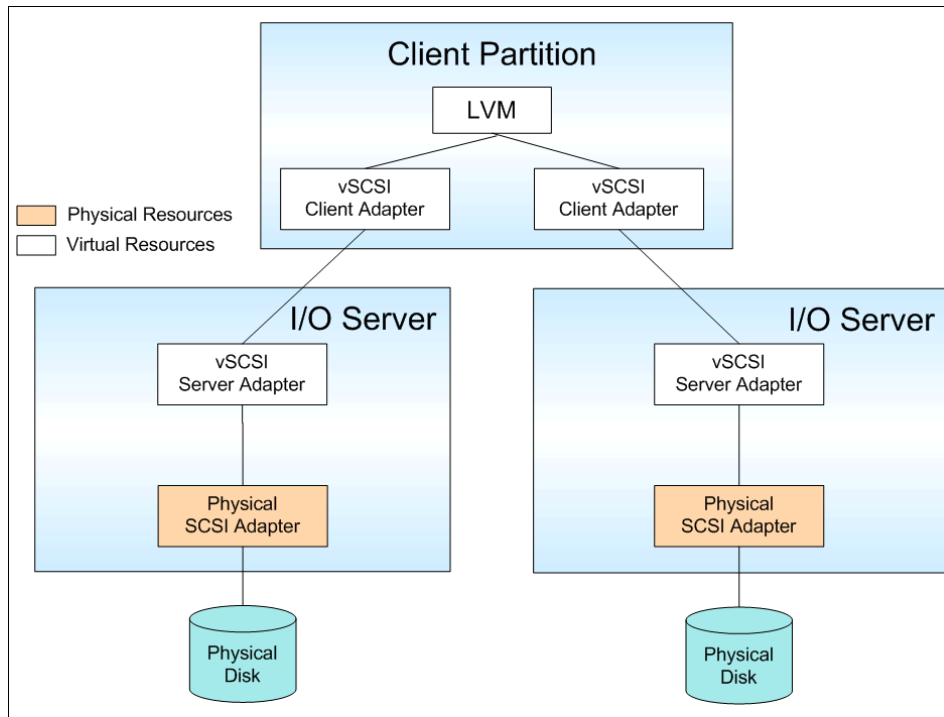 Client Partition
LVM
vSCSI
Client Adapter
vSCSI
Client Adapter
Physical Resources
Virtual Resources
I/O Server
vSCSI
Server Adapter
Physical
SCSI Adapter
Physical
Disk
I/O Server
vSCSI
Server Adapter
Physical
SCSI Adapter
Physical
Disk